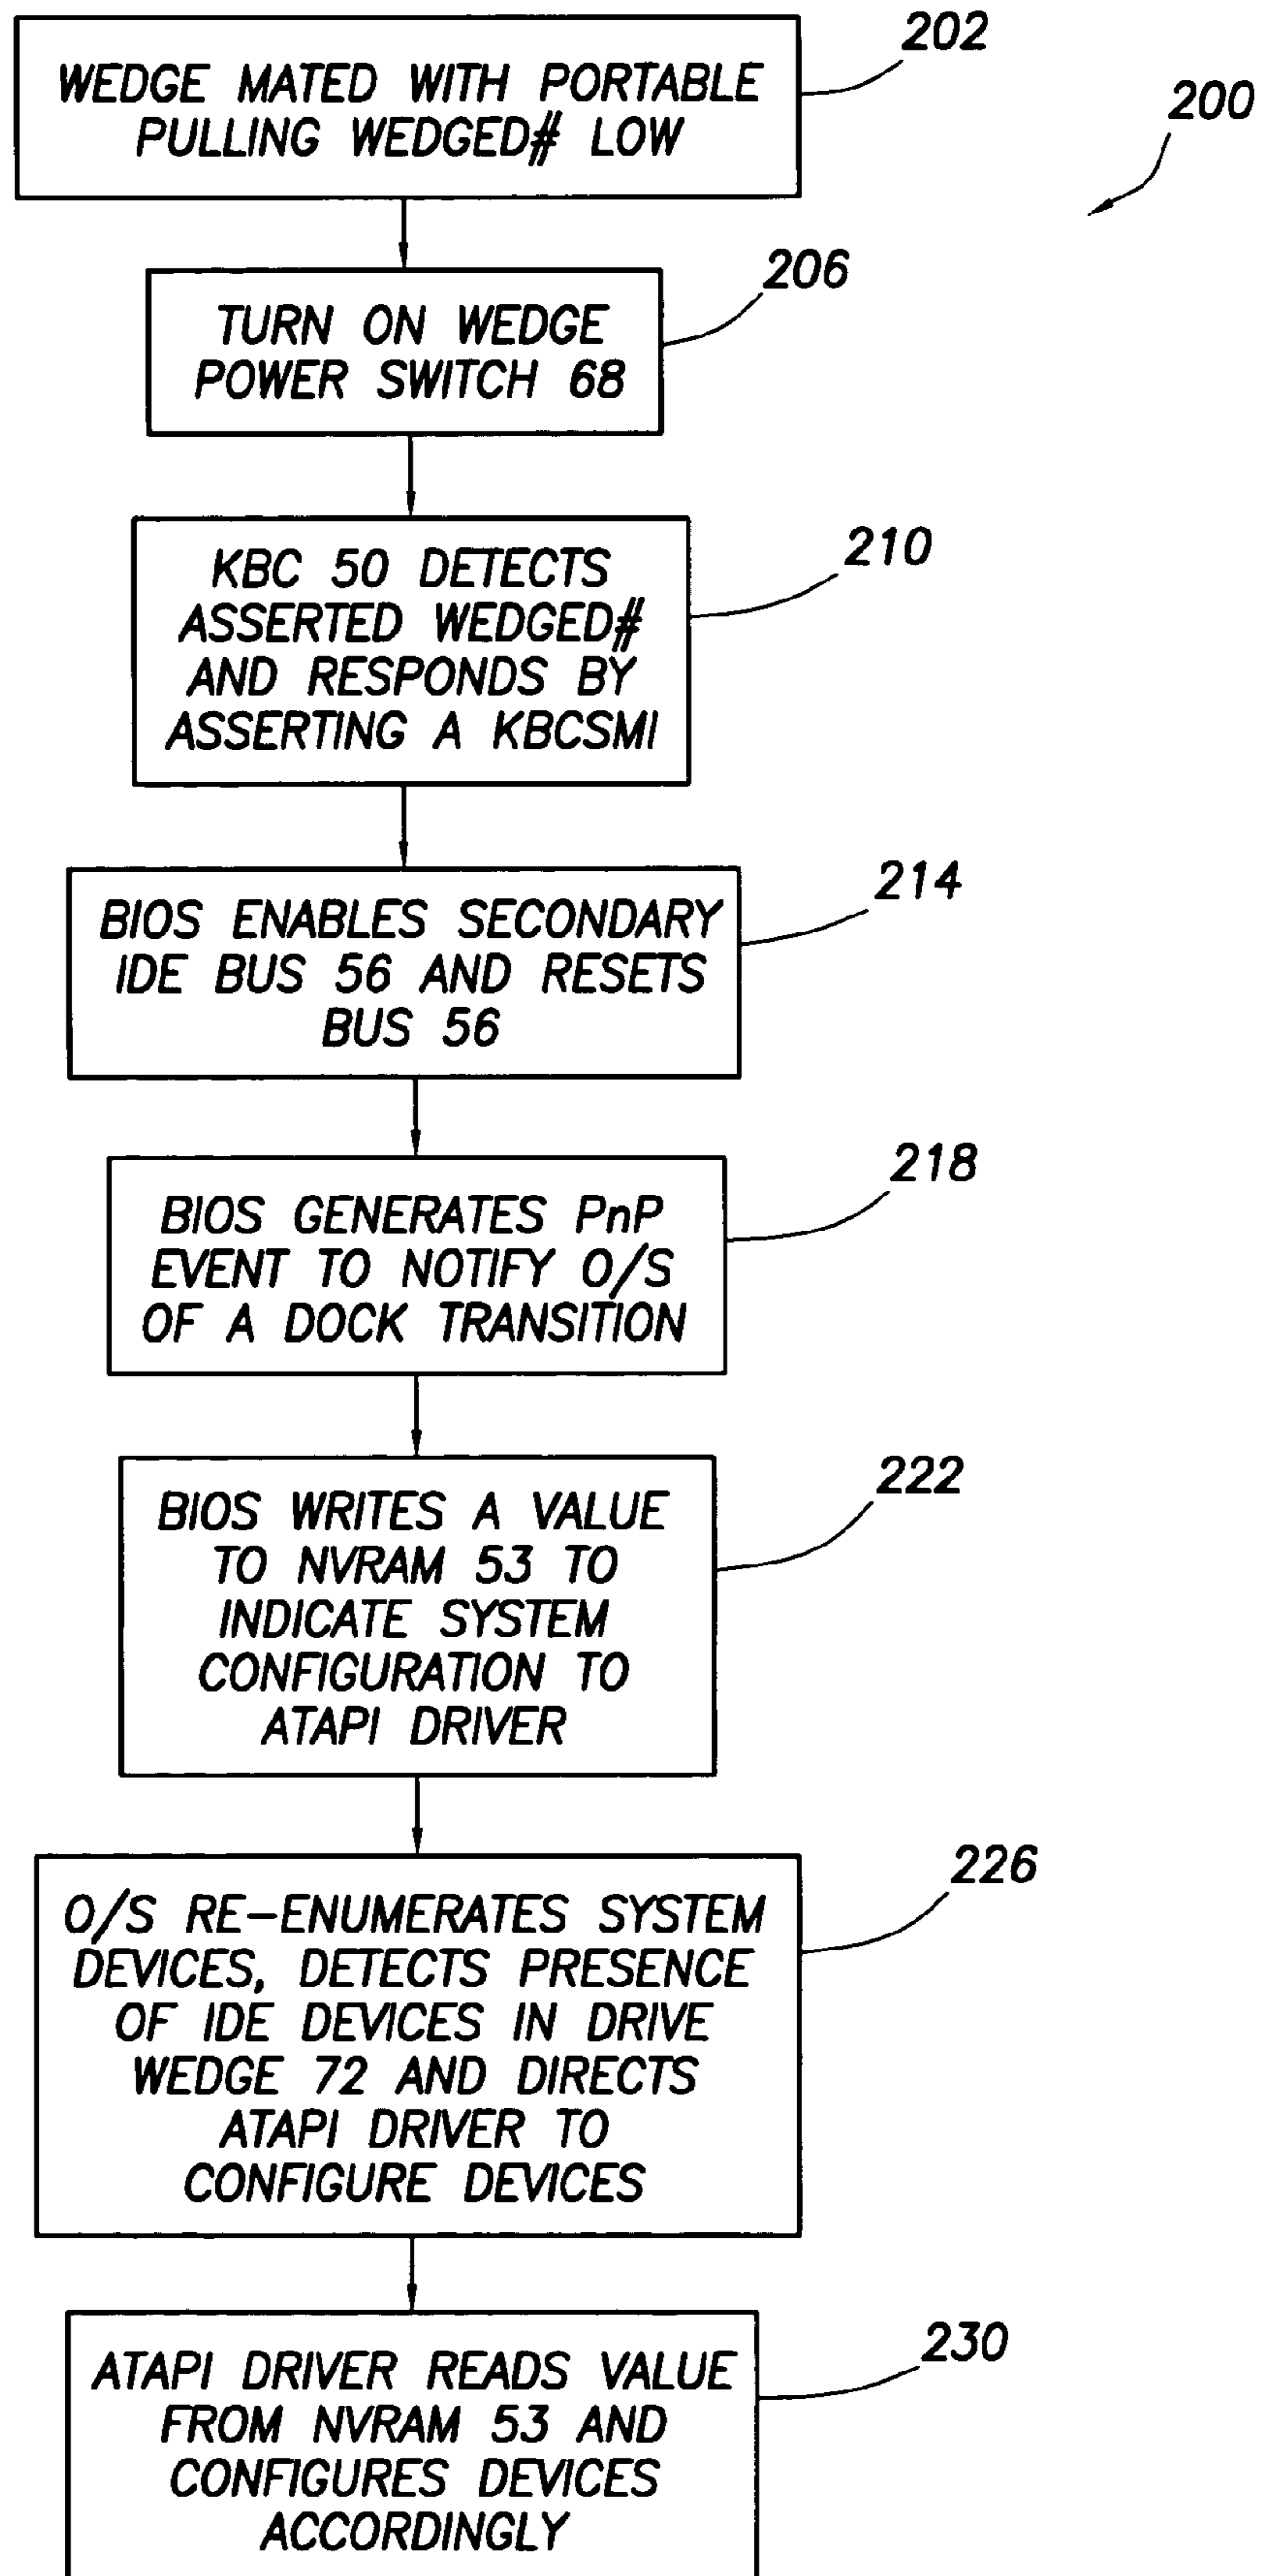 202
WEDGE MATED WITH PORTABLE
PULLING WEDGED# LOW
200
206
TURN ON WEDGE
POWER SWITCH 68
210
KBC 50 DETECTS
ASSERTED WEDGED#
AND RESPONDS BY
ASSERTING A KBCSMI
214
BIOS ENABLES SECONDARY
IDE BUS 56 AND RESETS
BUS 56
218
BIOS GENERATES PnP
EVENT TO NOTIFY O/S
OF A DOCK TRANSITION
222
BIOS WRITES A VALUE
TO NVRAM 53 TO
INDICATE SYSTEM
CONFIGURATION TO
ATAPI DRIVER
226
O/S RE-ENUMERATES SYSTEM
DEVICES, DETECTS PRESENCE
OF IDE DEVICES IN DRIVE
WEDGE 72 AND DIRECTS
ATAPI DRIVER TO
CONFIGURE DEVICES
230
ATAPI DRIVER READS VALUE
FROM NVRAM 53 AND
CONFIGURES DEVICES
ACCORDINGLY